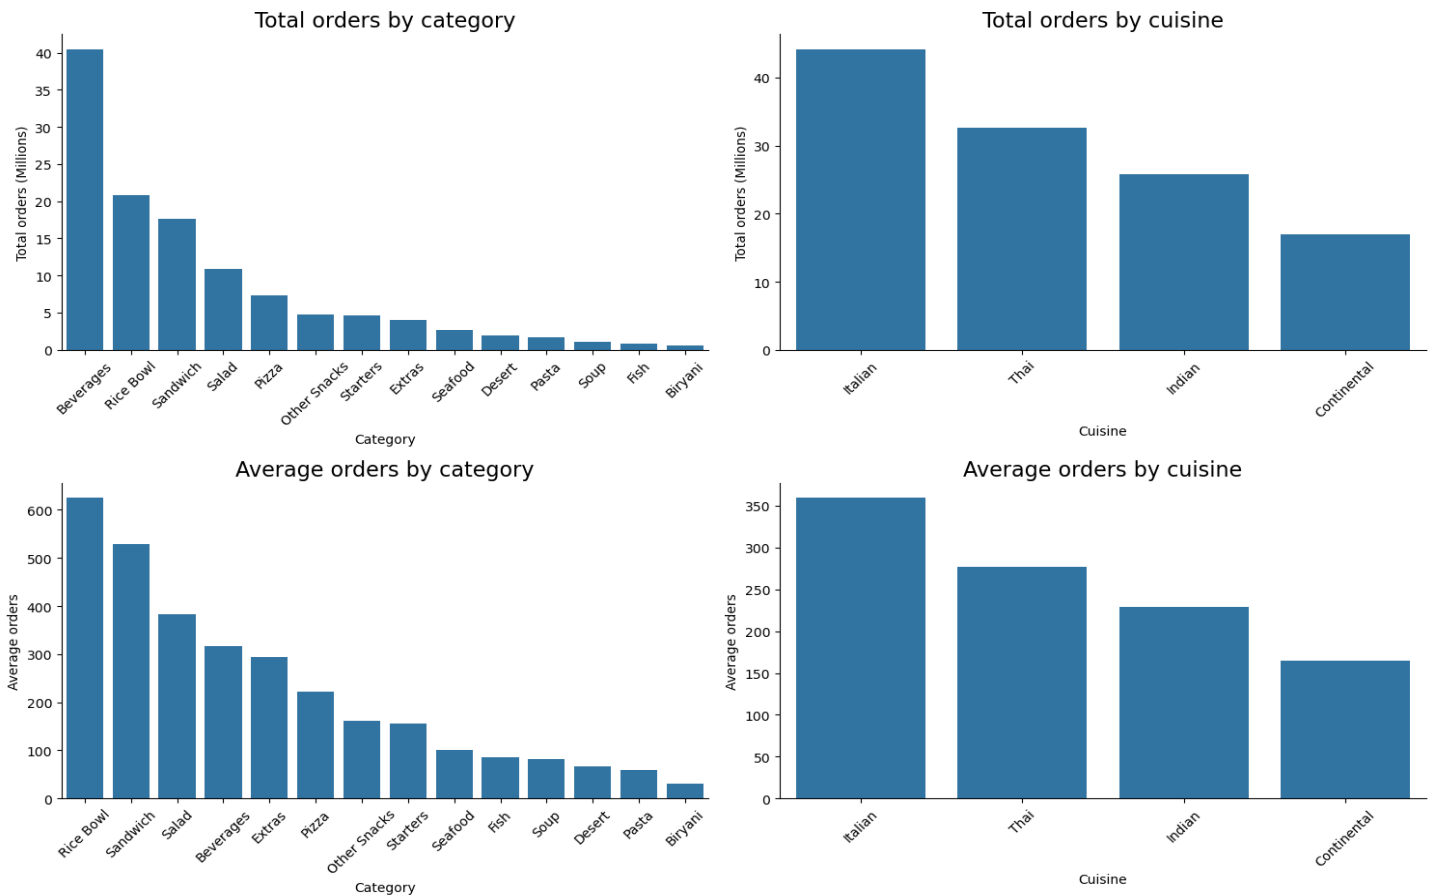 Total orders by category
Total orders (Millions)
40
35
30
25
20
15
10
5
0
Beverages
Rice Bowl
Sandwich
Salad
Pizza
Other Snacks
Starters
Extras
Seafood
Desert
Pasta
Soup
Fish
Biryani
Category
Total orders by cuisine
Total orders (Millions)
40
30
20
10
0
Italian
Thai
Indian
Continental
Cuisine
Average orders by category
Average orders
600
500
400
300
200
100
0
Rice Bowl
Sandwich
Salad
Beverages
Extras
Pizza
Other Snacks
Starters
Seafood
Fish
Soup
Desert
Pasta
Biryani
Category
Average orders by cuisine
Average orders
350
300
250
200
150
100
50
0
Italian
Thai
Indian
Continental
Cuisine